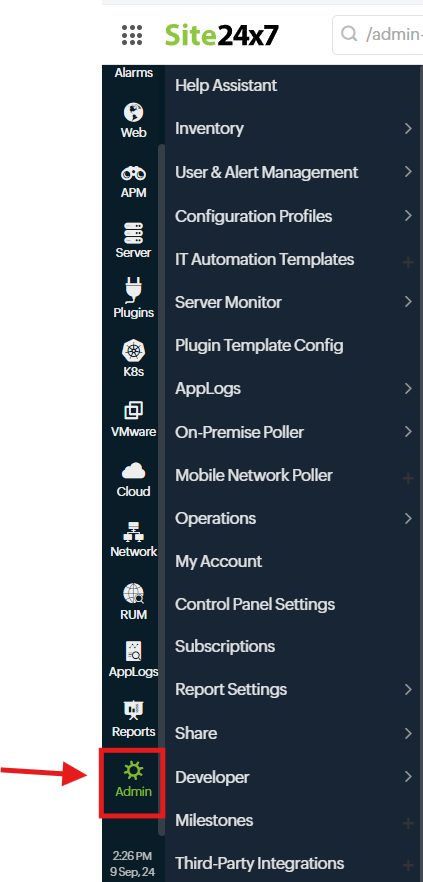 Site24x7
/admin-
Alarms
Web
APM
Server
Plugins
K8s
VMware
Cloud
Network
RUM
AppLogs
Reports
Admin
2:26 PM
9 Sep, 24
Help Assistant
Inventory
User & Alert Management
Configuration Profiles
IT Automation Templates
Server Monitor
Plugin Template Config
AppLogs
On-Premise Poller
Mobile Network Poller
Operations
My Account
Control Panel Settings
Subscriptions
Report Settings
Share
Developer
Milestones
Third-Party Integrations